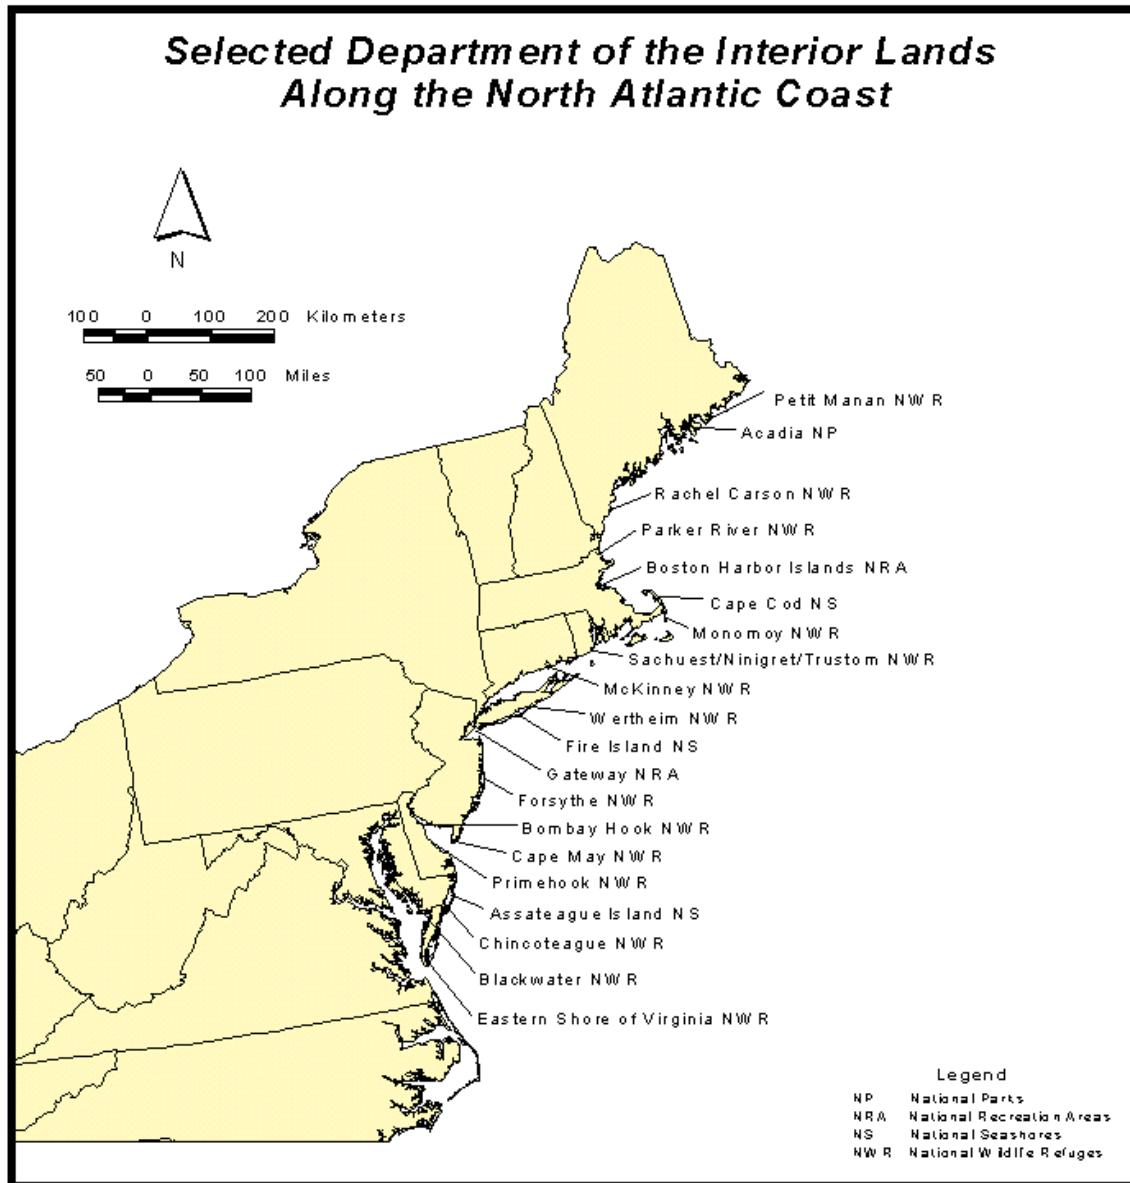 Selected Department of the Interior Lands
Along the North Atlantic Coast
N
100 0 100 200 Kilometers
50 0 50 100 Miles
Petit Manan NWR
Acadia NP
Rachel Carson NWR
Parker River NWR
Boston Harbor Islands NRA
Cape Cod NS
Monomoy NWR
Sachuest/Ninigret/Trustom NWR
McKinney NWR
Wertheim NWR
Fire Island NS
Gateway NRA
Forsythe NWR
Bombay Hook NWR
Cape May NWR
Primehook NWR
Assateague Island NS
Chincoteague NWR
Blackwater NWR
Eastern Shore of Virginia NWR
Legend
NP National Parks
NRA National Recreation Areas
NS National Seashores
NWR National Wildlife Refuges